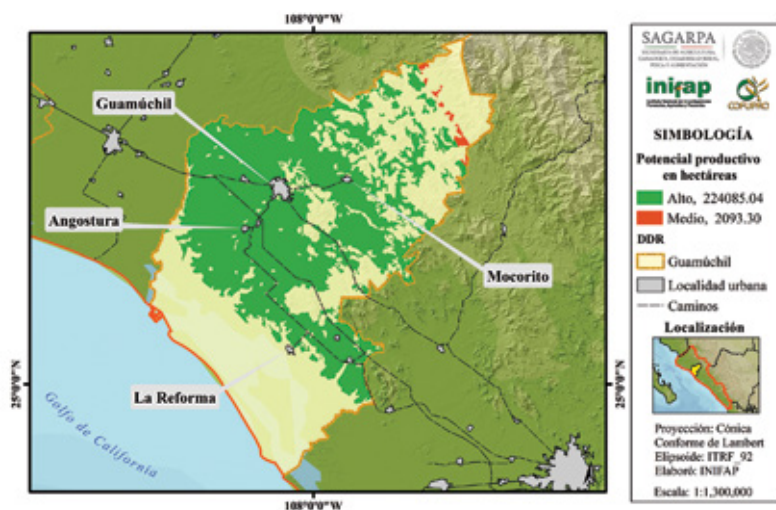 108°0'0"W
Guamúchil
Angostura
Mocorito
La Reforma
Golfo de California
25°0'0"N
25°0'0"N
108°0'0"W
SAGARPA
inifap
COFUPRO
SIMBOLOGÍA
Potencial productivo
en hectáreas
Alto, 224085.04
Medio, 2093.30
DDR
Guamúchil
Localidad urbana
Caminos
Localización
Proyección: Cónica
Conforme de Lambert
Elipsoide: ITRF_92
Elaboró: INIFAP
Escala: 1:1,300,000